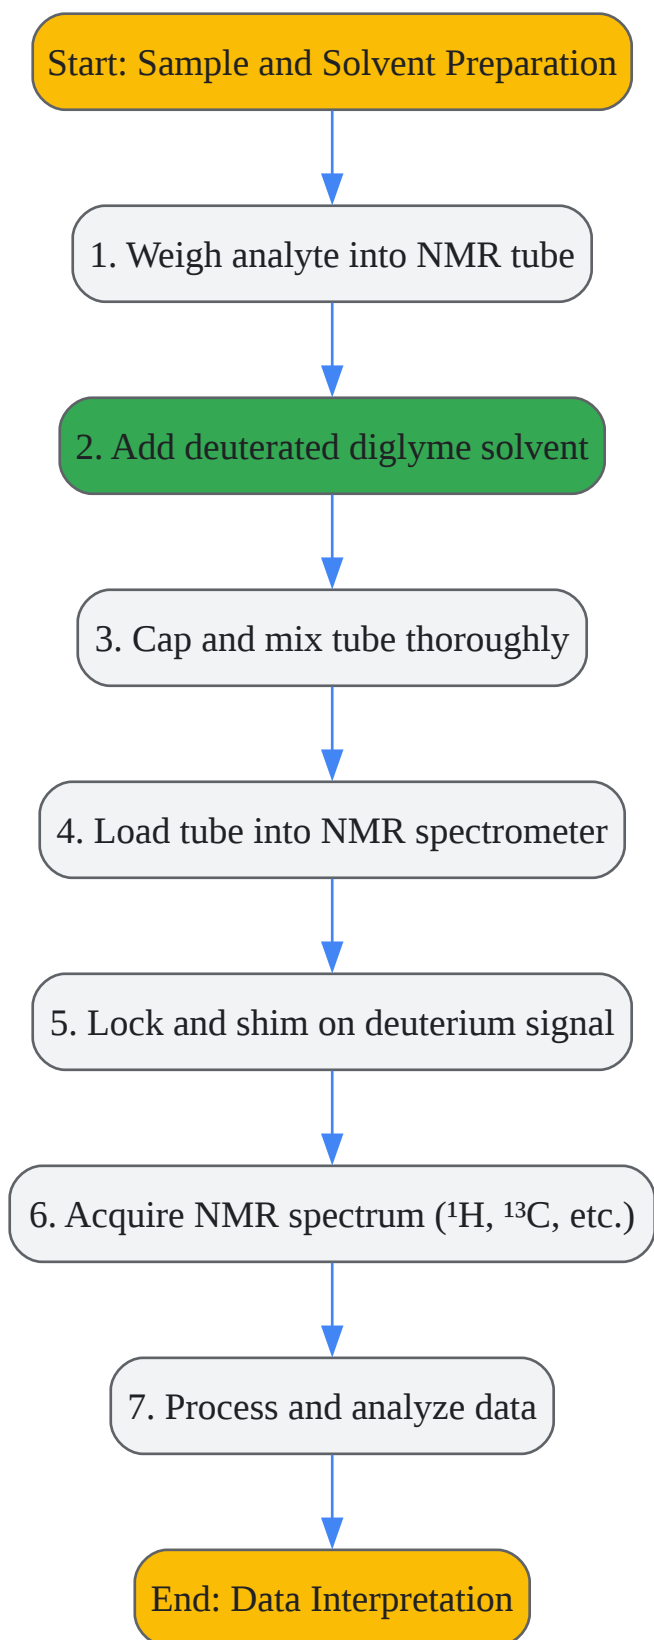 Start: Sample and Solvent Preparation
1. Weigh analyte into NMR tube
2. Add deuterated diglyme solvent
3. Cap and mix tube thoroughly
4. Load tube into NMR spectrometer
5. Lock and shim on deuterium signal
6. Acquire NMR spectrum (¹H, ¹³C, etc.)
7. Process and analyze data
End: Data Interpretation